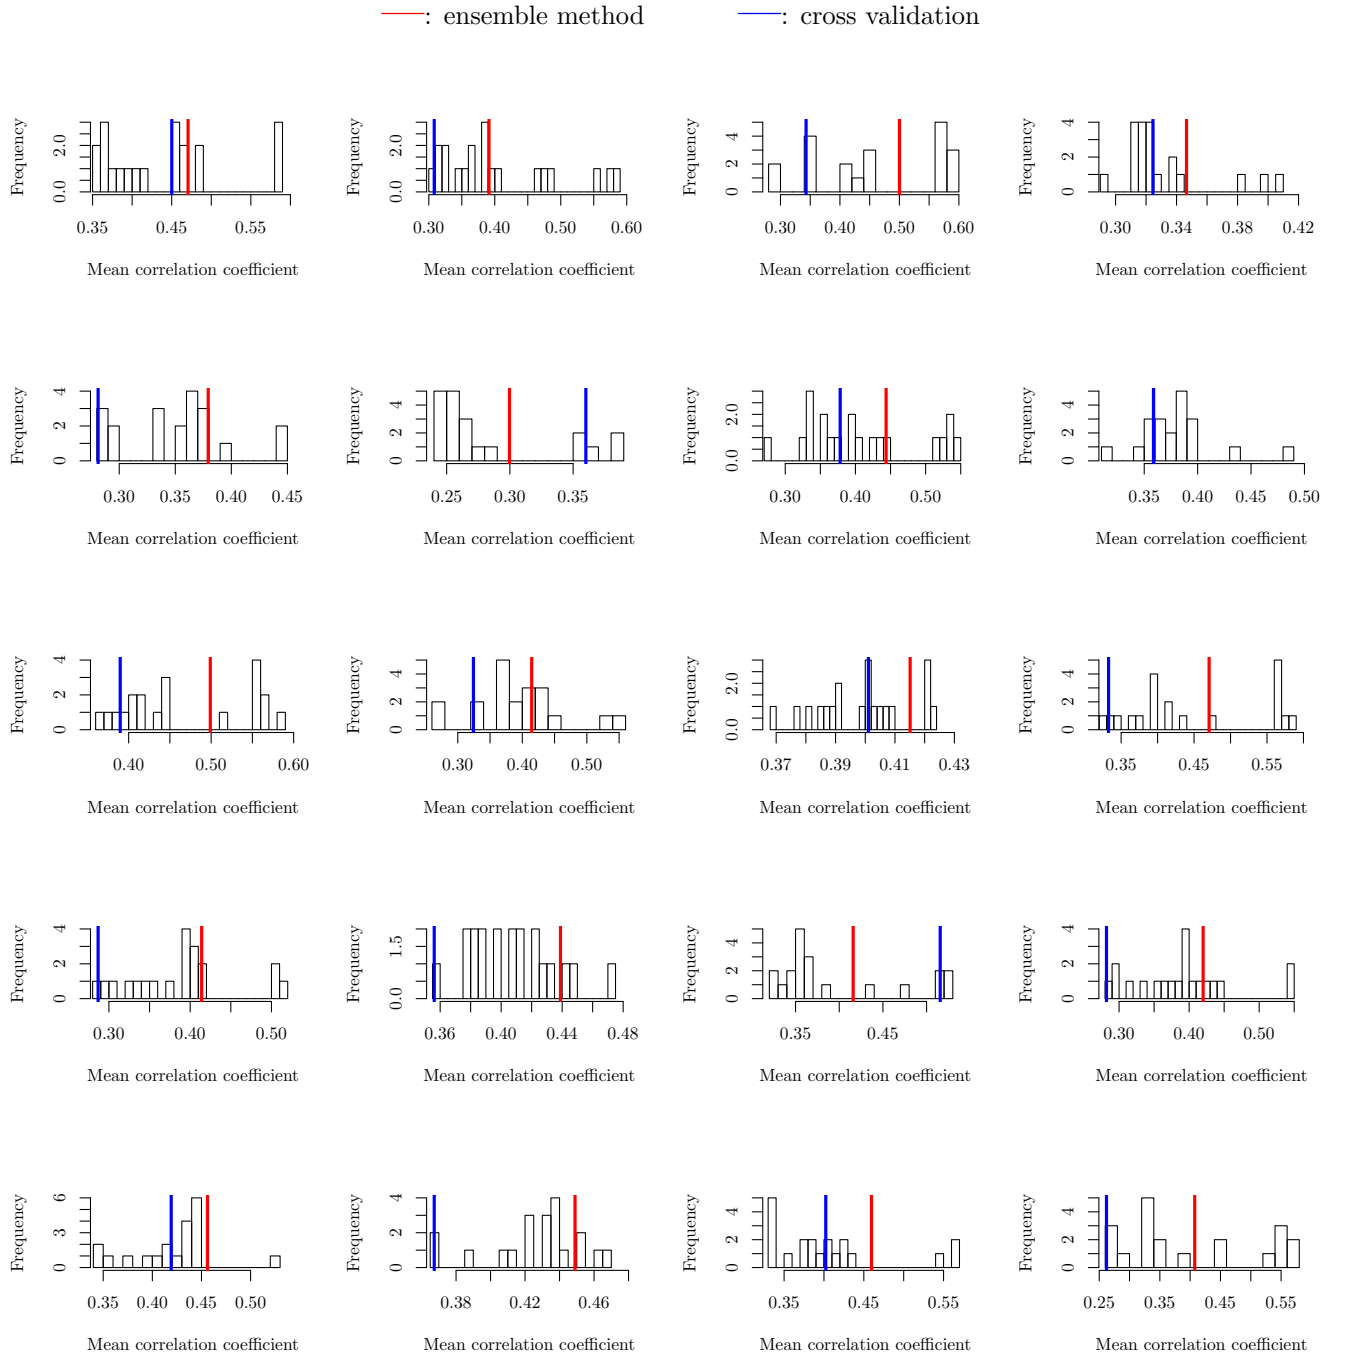 : ensemble method : cross validation
Frequency 0.0 2.0 Frequency 0.0 2.0 Frequency 0 2 4 Frequency 0 2 4
0.35 0.45 0.55 0.30 0.40 0.50 0.60 0.30 0.40 0.50 0.60 0.30 0.34 0.38 0.42
Mean correlation coefficient Mean correlation coefficient Mean correlation coefficient Mean correlation coefficient
Frequency 0 2 4 Frequency 0 2 4 Frequency 0.0 2.0 Frequency 0 2 4
0.30 0.35 0.40 0.45 0.25 0.30 0.35 0.30 0.40 0.50 0.35 0.40 0.45 0.50
Mean correlation coefficient Mean correlation coefficient Mean correlation coefficient Mean correlation coefficient
Frequency 0 2 4 Frequency 0 2 4 Frequency 0.0 2.0 Frequency 0 2 4
0.40 0.50 0.60 0.30 0.40 0.50 0.37 0.39 0.41 0.43 0.35 0.45 0.55
Mean correlation coefficient Mean correlation coefficient Mean correlation coefficient Mean correlation coefficient
Frequency 0 2 4 Frequency 0.0 1.5 Frequency 0 2 4 Frequency 0 2 4
0.30 0.40 0.50 0.36 0.40 0.44 0.48 0.35 0.45 0.30 0.40 0.50
Mean correlation coefficient Mean correlation coefficient Mean correlation coefficient Mean correlation coefficient
Frequency 0 3 6 Frequency 0 2 4 Frequency 0 2 4 Frequency 0 2 4
0.35 0.40 0.45 0.50 0.38 0.42 0.46 0.35 0.45 0.55 0.25 0.35 0.45 0.55
Mean correlation coefficient Mean correlation coefficient Mean correlation coefficient Mean correlation coefficient